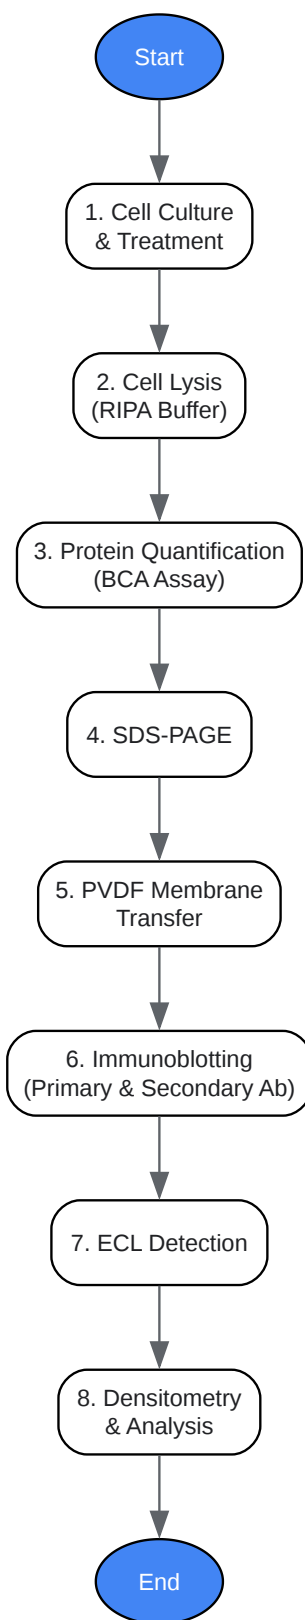 Start
1. Cell Culture
& Treatment
2. Cell Lysis
(RIPA Buffer)
3. Protein Quantification
(BCA Assay)
4. SDS-PAGE
5. PVDF Membrane
Transfer
6. Immunoblotting
(Primary & Secondary Ab)
7. ECL Detection
8. Densitometry
& Analysis
End